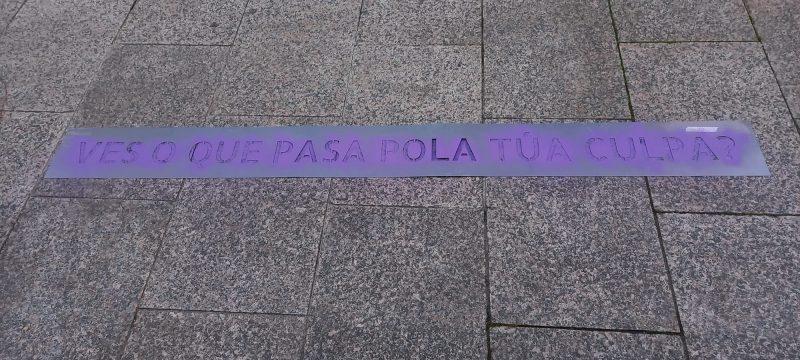 VES O QUE PASA POLA TÚA CULPA?